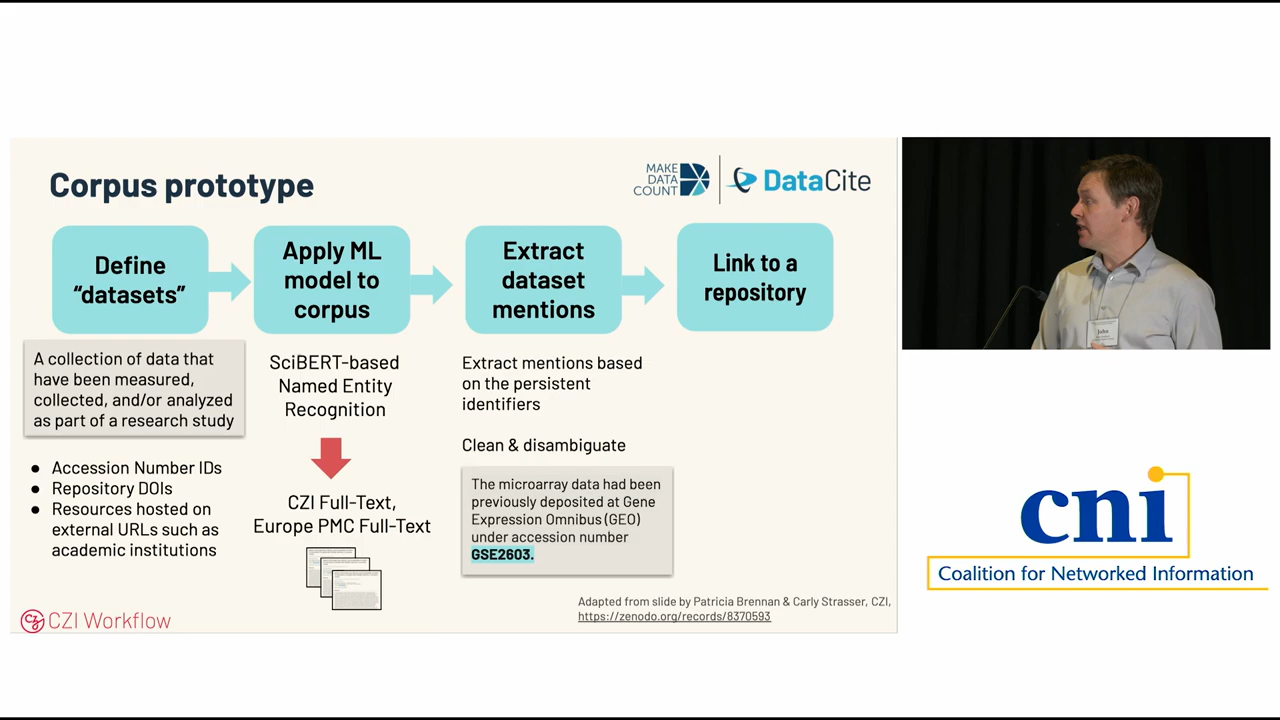 Corpus prototype
MAKE
DATA
COUNT
DataCite
Define
“datasets”
Apply ML
model to
corpus
Extract
dataset
mentions
Link to a
repository
A collection of data that
have been measured,
collected, and/or analyzed
as part of a research study
● Accession Number IDs
● Repository DOIs
● Resources hosted on
external URLs such as
academic institutions
SciBERT-based
Named Entity
Recognition
CZI Full-Text,
Europe PMC Full-Text
Extract mentions based
on the persistent
identifiers
Clean & disambiguate
The microarray data had been
previously deposited at Gene
Expression Omnibus (GEO)
under accession number
GSE2603.
Adapted from slide by Patricia Brennan & Carly Strasser, CZI,
https://zenodo.org/records/8370593
CZI Workflow
John
cni
Coalition for Networked Information